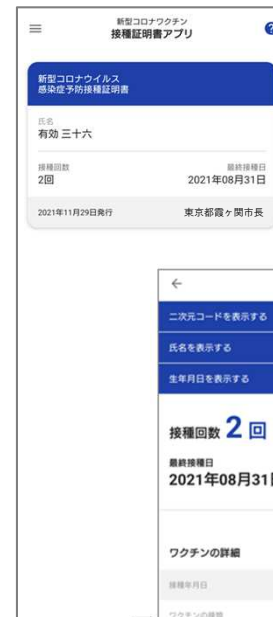 新型コロナワクチン
接種証明書アプリ
新型コロナウイルス
感染症予防接種証明書
氏名
有効 三十六
接種回数
最終接種日
2回
2021年08月31日
2021年11月29日発行
東京都霞ヶ関市長
二次元コードを表示する
氏名を表示する
生年月日を表示する
接種回数 2 回
最終接種日
2021年08月31日
ワクチンの詳細
接種年月日
ワクチンの種類